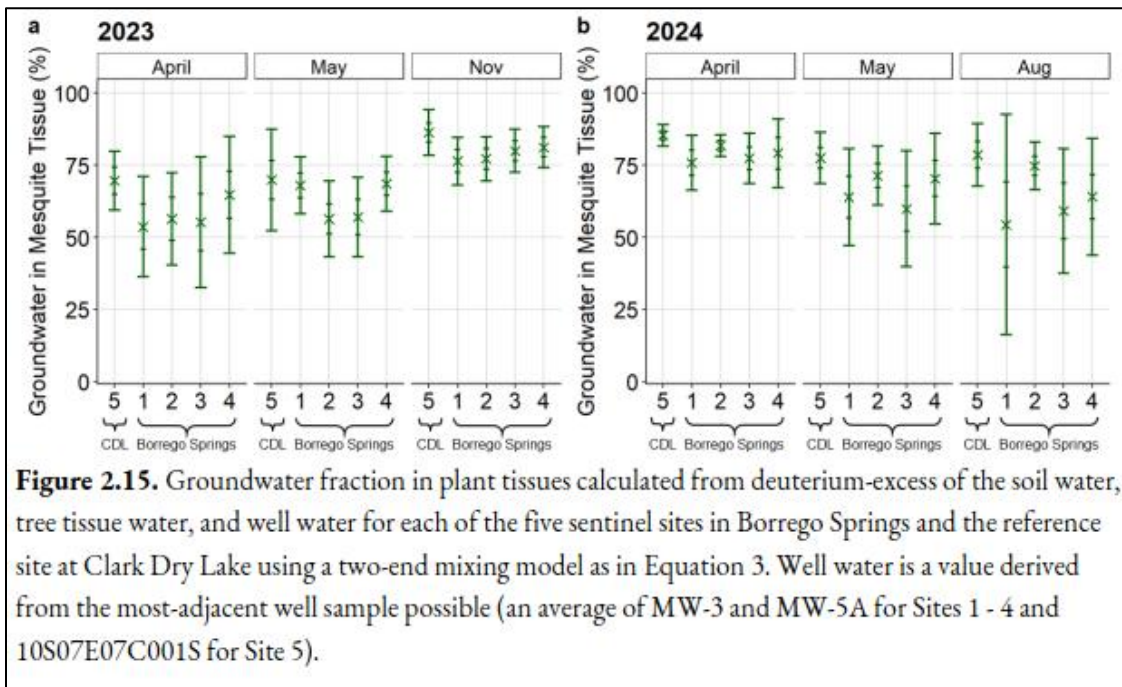 a 2023
b 2024
April May Nov
April May Aug
Groundwater in Mesquite Tissue (%)
100
75
50
25
0
5 1 2 3 4 5 1 2 3 4 5 1 2 3 4
CDL Borrego Springs CDL Borrego Springs CDL Borrego Springs
Groundwater in Mesquite Tissue (%)
100
75
50
25
0
5 1 2 3 4 5 1 2 3 4 5 1 2 3 4
CDL Borrego Springs CDL Borrego Springs CDL Borrego Springs
Figure 2.15. Groundwater fraction in plant tissues calculated from deuterium-excess of the soil water,
tree tissue water, and well water for each of the five sentinel sites in Borrego Springs and the reference
site at Clark Dry Lake using a two-end mixing model as in Equation 3. Well water is a value derived
from the most-adjacent well sample possible (an average of MW-3 and MW-5A for Sites 1 - 4 and
10S07E07C001S for Site 5).